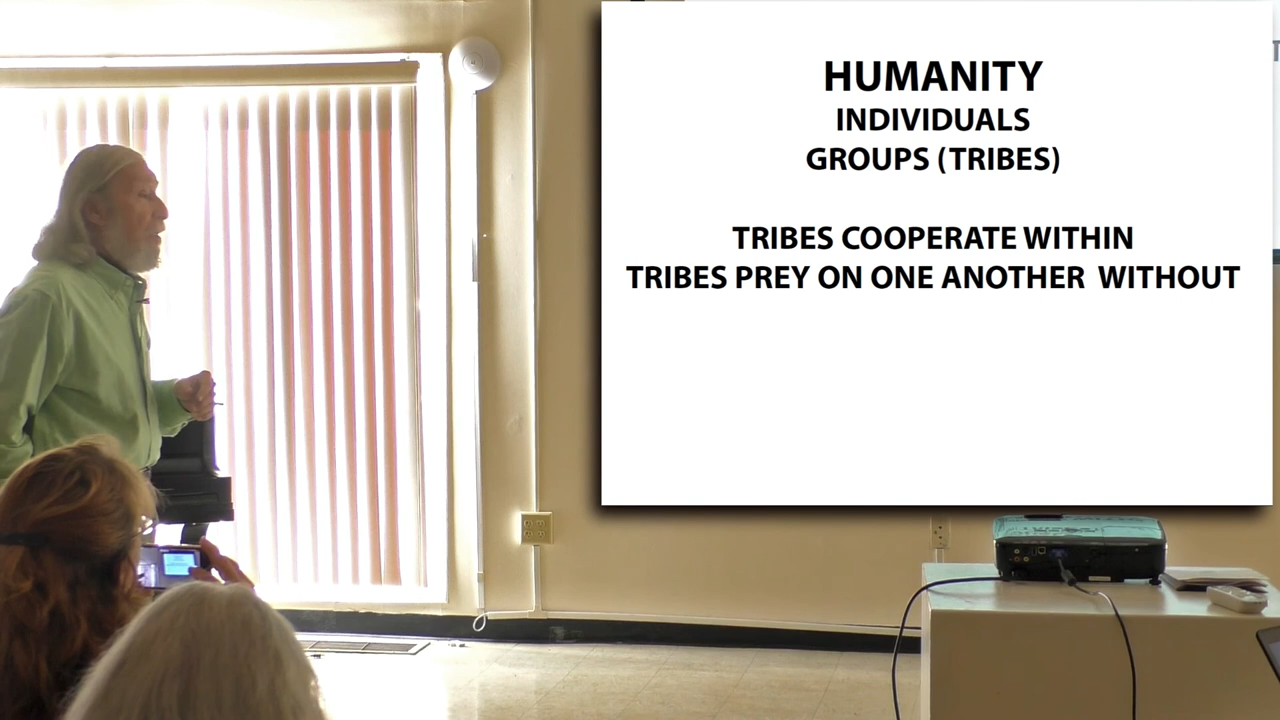 HUMANITY
INDIVIDUALS
GROUPS (TRIBES)
TRIBES COOPERATE WITHIN
TRIBES PREY ON ONE ANOTHER WITHOUT